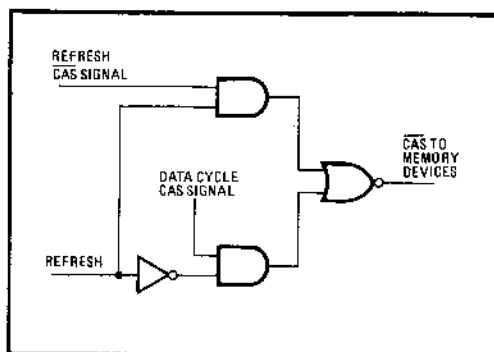 REFRESH
CAS SIGNAL
CAS TO
MEMORY
DEVICES
DATA CYCLE
CAS SIGNAL
REFRESH